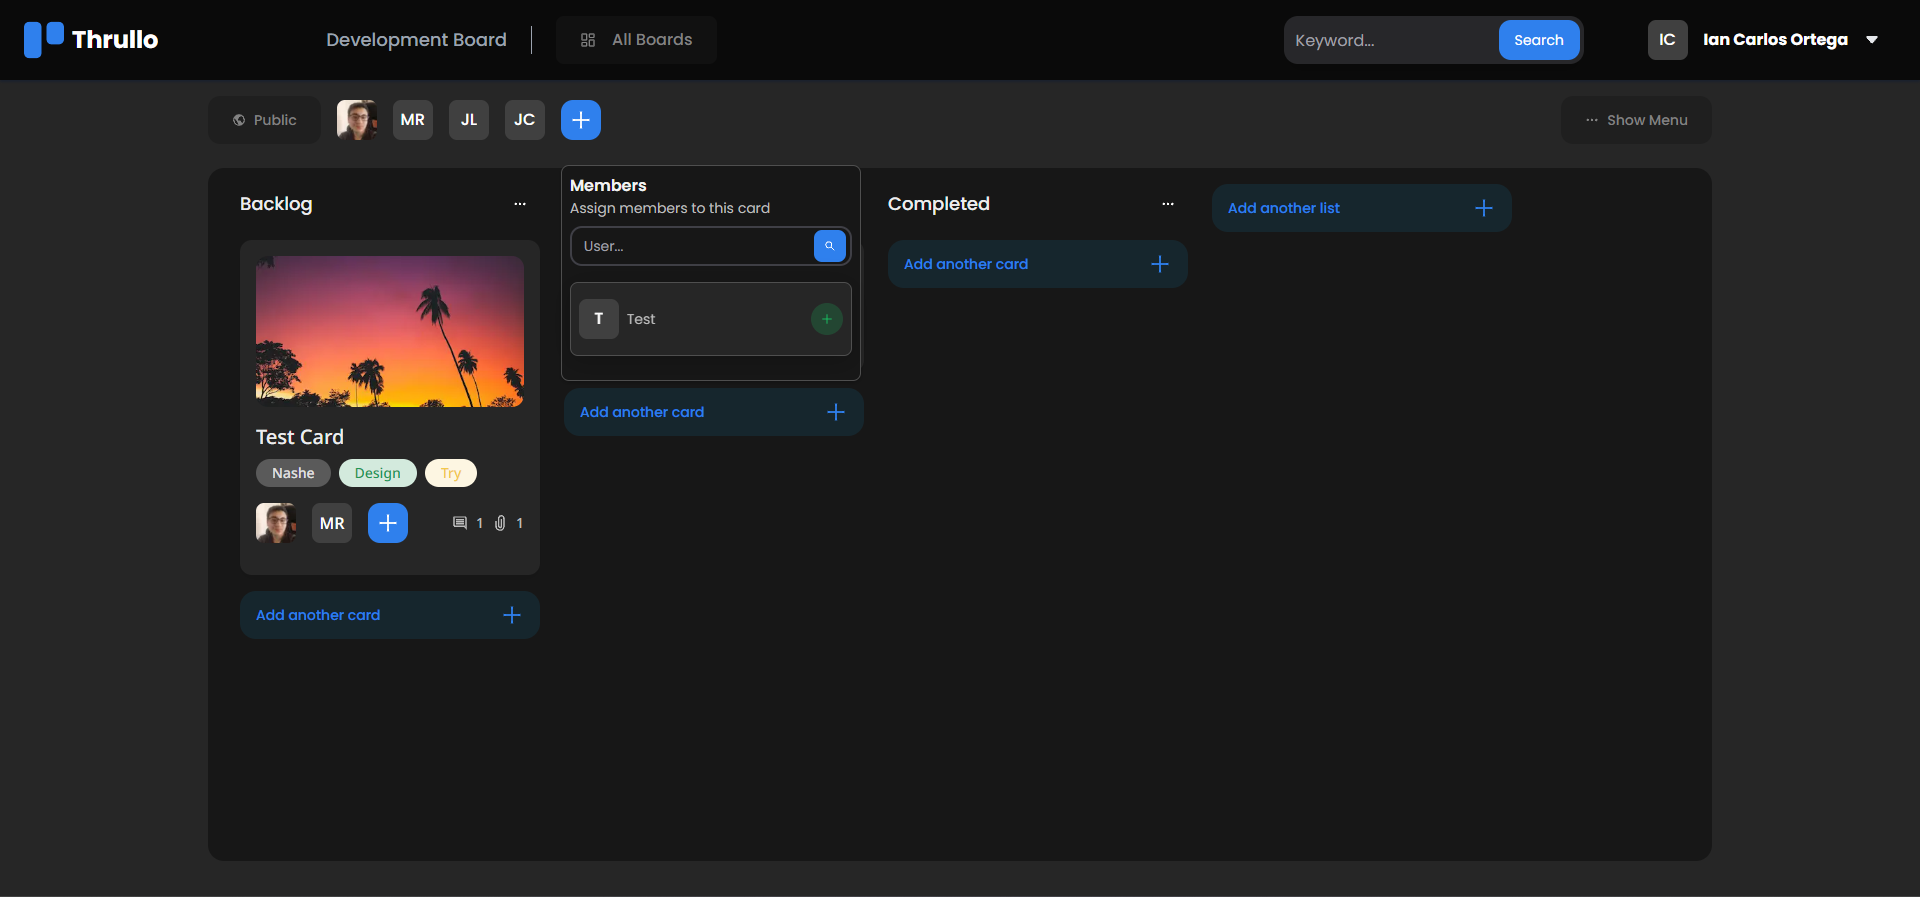 Thrullo
Development Board
All Boards
Keyword...
Search
IC
Ian Carlos Ortega
Public
MR
JL
JC
Show Menu
Backlog
Test Card
Nashe
Design
Try
MR
1
1
Add another card
Members
Assign members to this card
User...
T
Test
Add another card
Completed
Add another card
Add another list